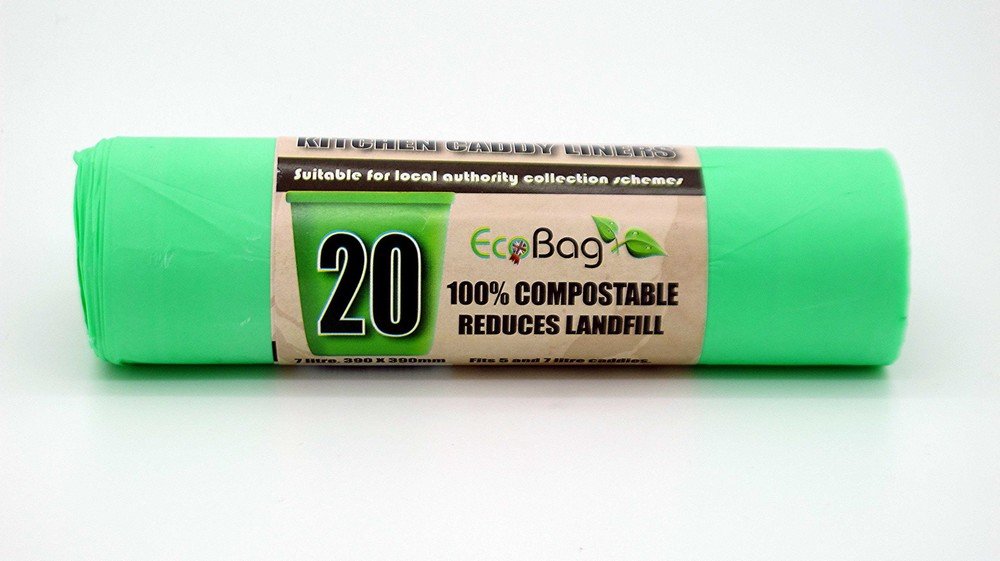 KITCHEN CADDY LINERS
Suitable for local authority collection schemes
20
EcoBag
100% COMPOSTABLE
REDUCES LANDFILL
7 litre. 390 X 390mm Fits 5 and 7 litre caddies.